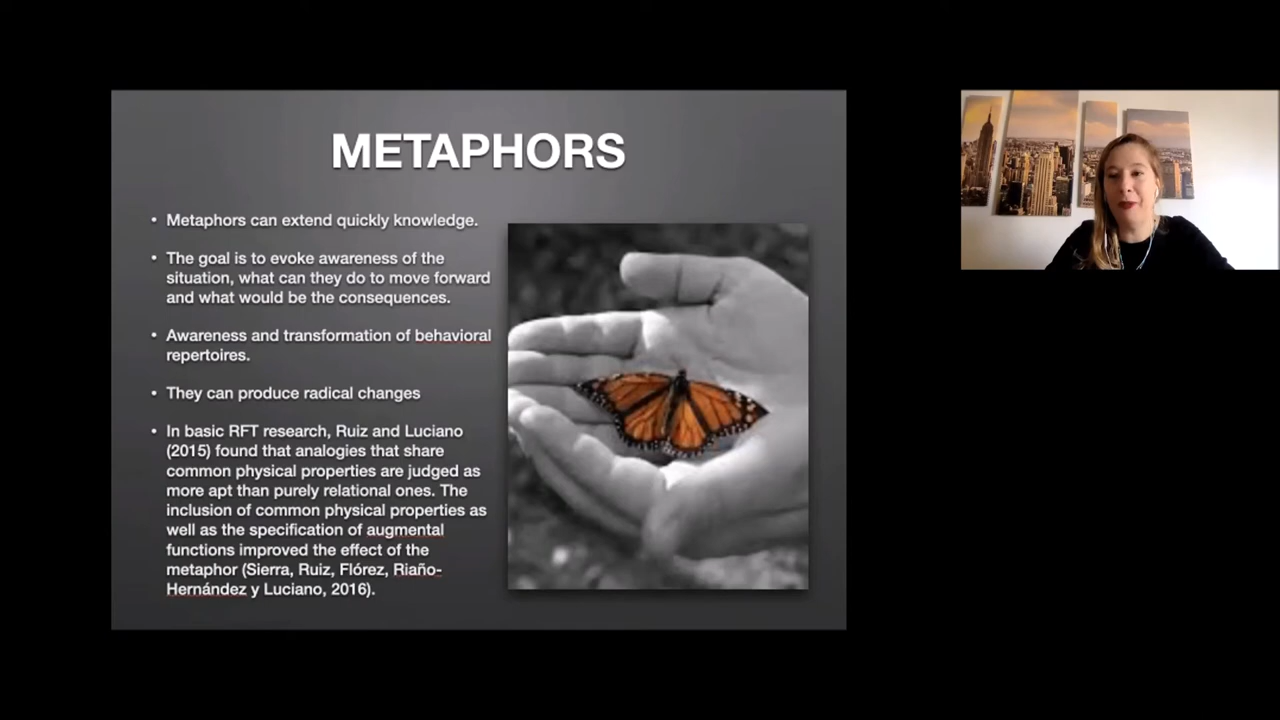 METAPHORS
• Metaphors can extend quickly knowledge.
• The goal is to evoke awareness of the
situation, what can they do to move forward
and what would be the consequences.
• Awareness and transformation of behavioral
repertoires.
• They can produce radical changes
• In basic RFT research, Ruiz and Luciano
(2015) found that analogies that share
common physical properties are judged as
more apt than purely relational ones. The
inclusion of common physical properties as
well as the specification of augmental
functions improved the effect of the
metaphor (Sierra, Ruiz, Flórez, Riaño-
Hernández y Luciano, 2016).